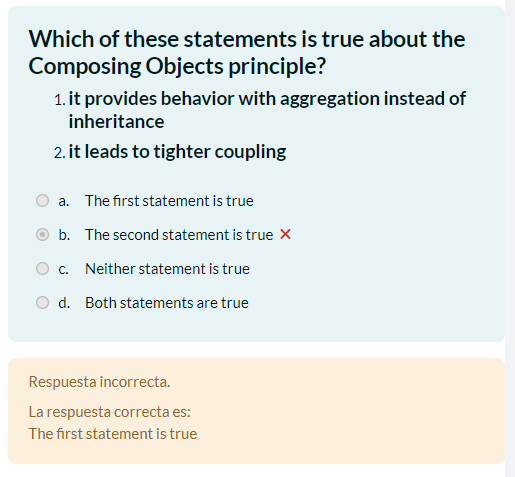 Which of these statements is true about the
Composing Objects principle?
1. it provides behavior with aggregation instead of
inheritance
2. it leads to tighter coupling
a. The first statement is true
b. The second statement is true ✕
c. Neither statement is true
d. Both statements are true
Respuesta incorrecta.
La respuesta correcta es:
The first statement is true